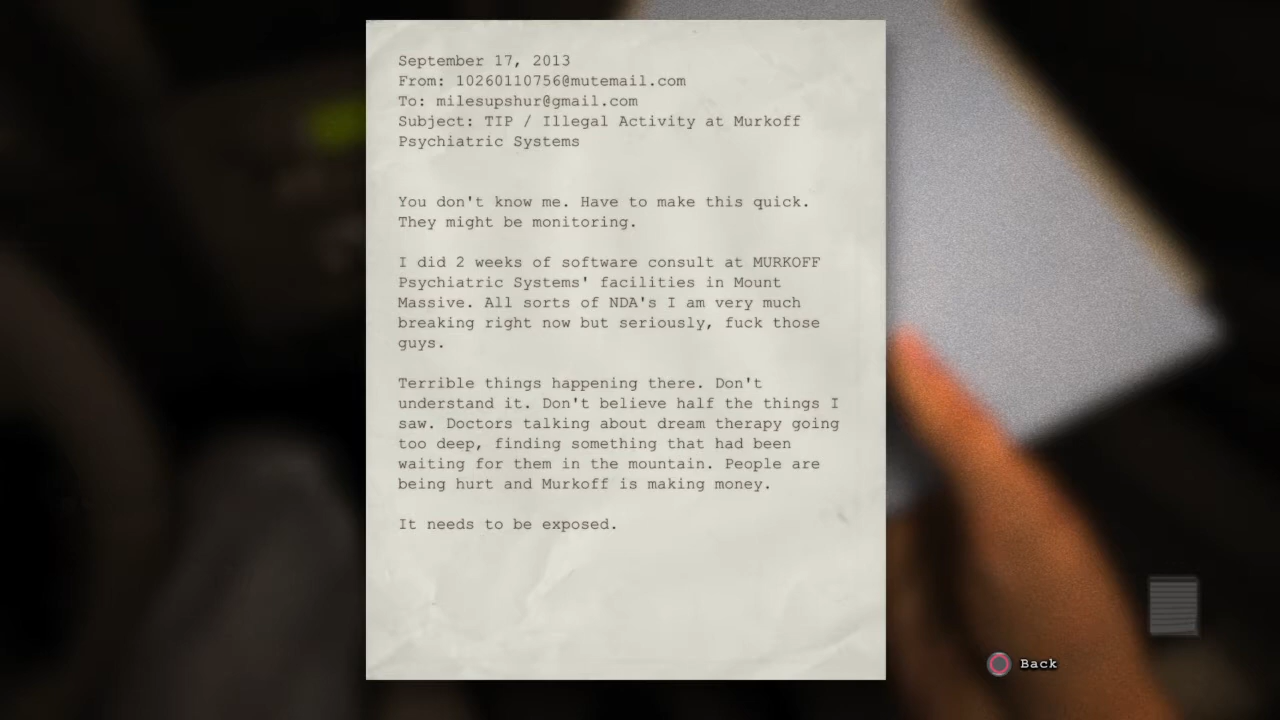 September 17, 2013
From: 10260110756@mutemail.com
To: milesupshur@gmail.com
Subject: TIP / Illegal Activity at Murkoff
Psychiatric Systems
You don't know me. Have to make this quick.
They might be monitoring.
I did 2 weeks of software consult at MURKOFF
Psychiatric Systems' facilities in Mount
Massive. All sorts of NDA's I am very much
breaking right now but seriously, fuck those
guys.
Terrible things happening there. Don't
understand it. Don't believe half the things I
saw. Doctors talking about dream therapy going
too deep, finding something that had been
waiting for them in the mountain. People are
being hurt and Murkoff is making money.
It needs to be exposed.
Back